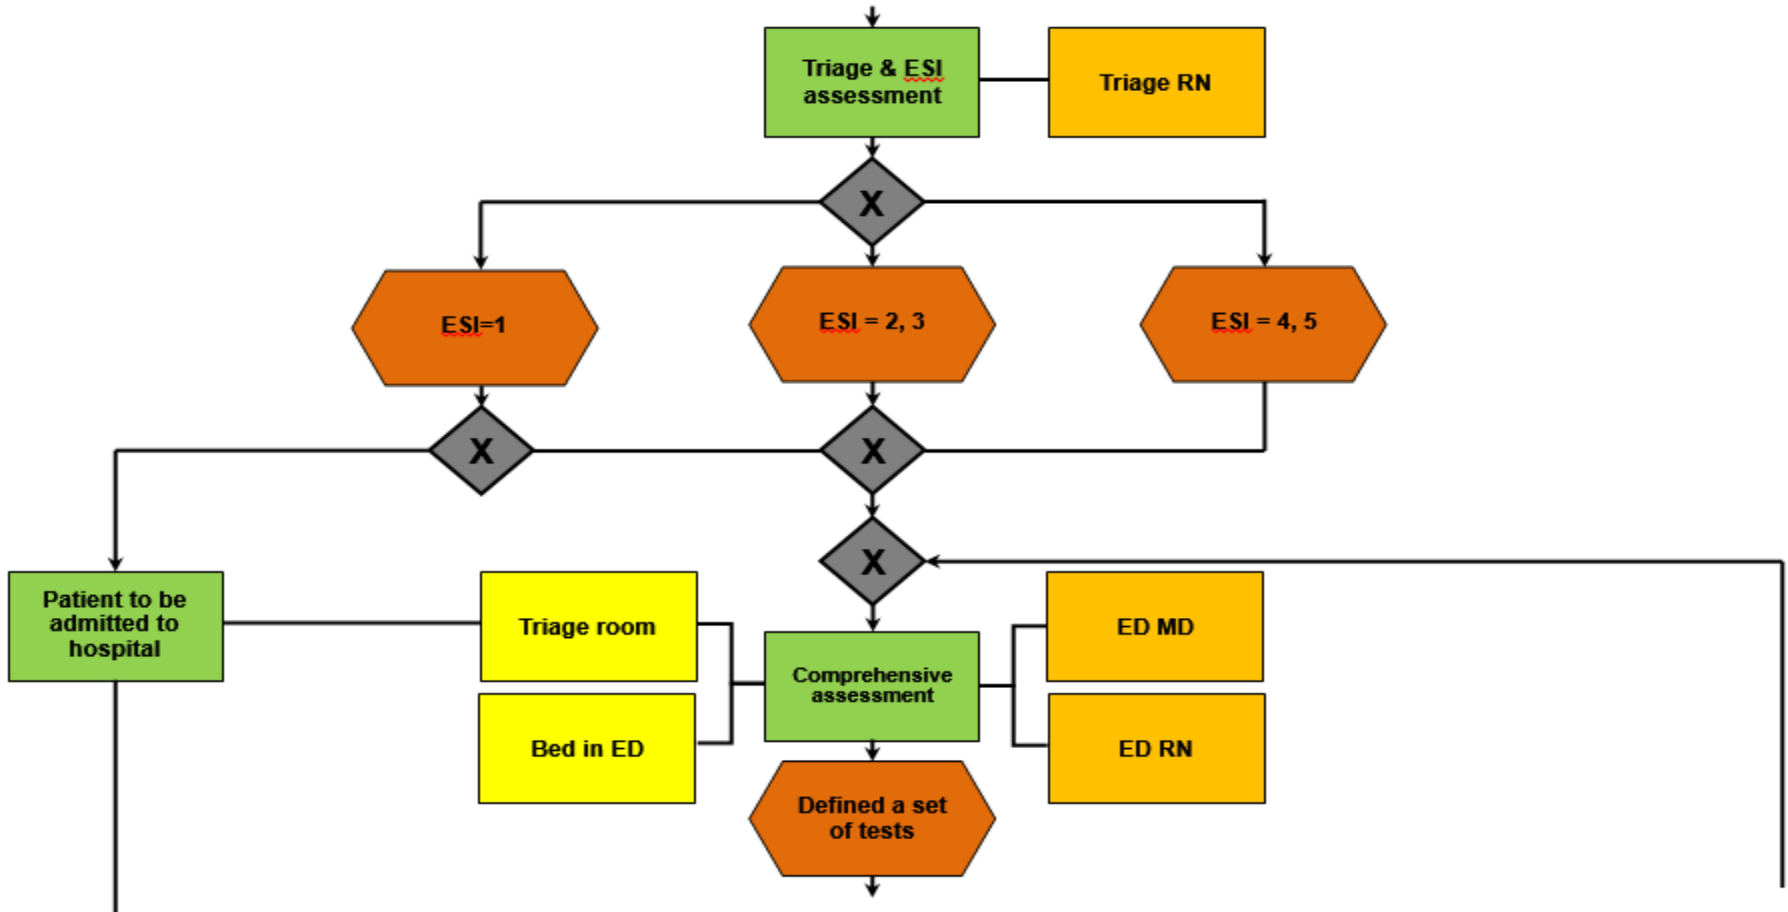 Triage & ESI
assessment
Triage RN
X
ESI=1
ESI = 2, 3
ESI = 4, 5
X
X
X
Patient to be
admitted to
hospital
Triage room
ED MD
Comprehensive
assessment
Bed in ED
ED RN
Defined a set
of tests